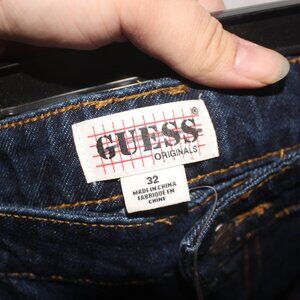 GUESS®
ORIGINALS
32
MADE IN CHINA
FABRIQUÉ EN
CHINE